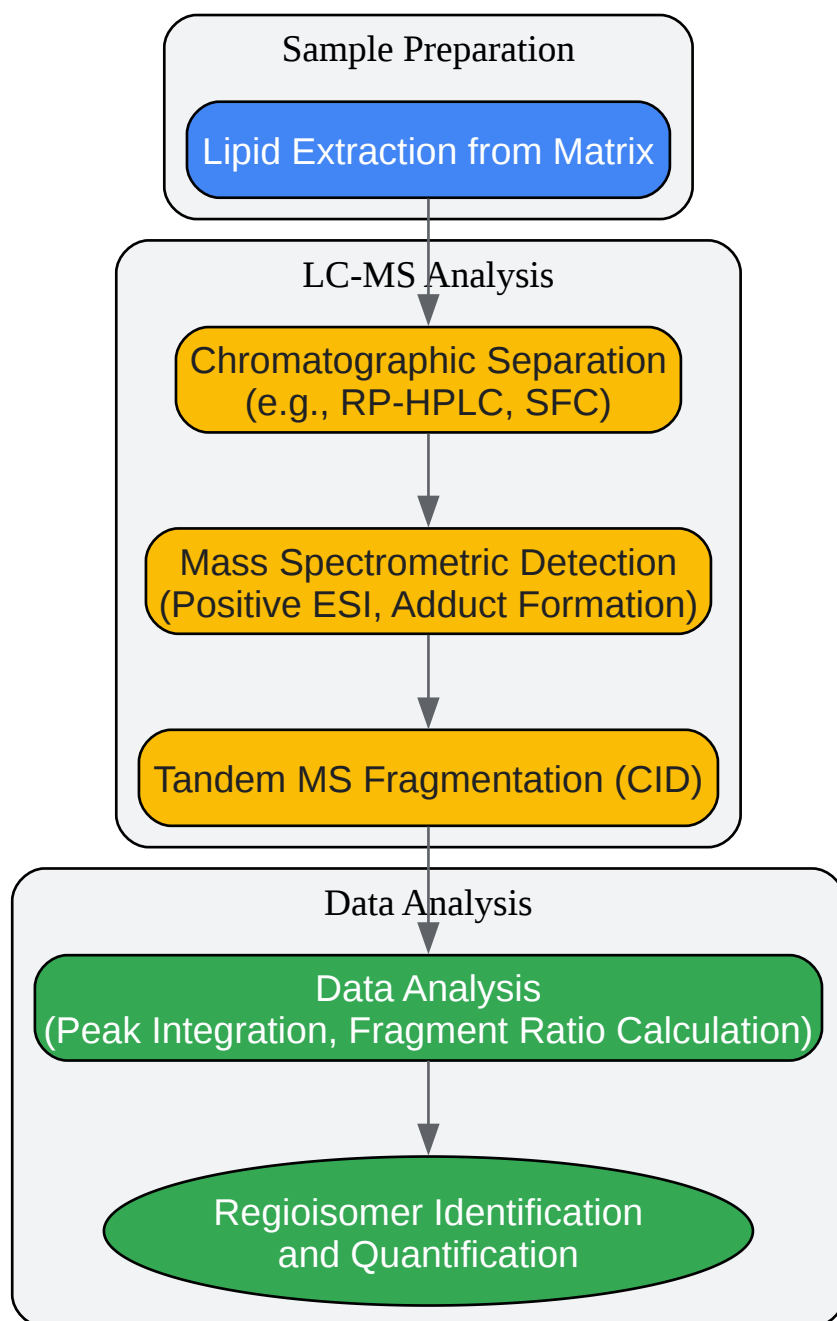 Sample Preparation
Lipid Extraction from Matrix
LC-MS Analysis
Chromatographic Separation
(e.g., RP-HPLC, SFC)
Mass Spectrometric Detection
(Positive ESI, Adduct Formation)
Tandem MS Fragmentation (CID)
Data Analysis
Data Analysis
(Peak Integration, Fragment Ratio Calculation)
Regioisomer Identification
and Quantification